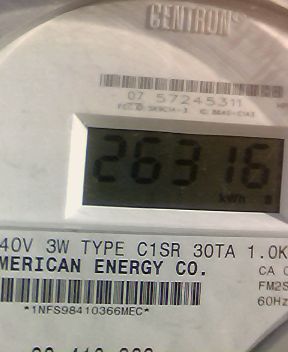 CENTRON®
07 57245311
26316
kWh
40V 3W TYPE C1SR 30TA 1.0K
MERICAN ENERGY CO.
CA 0
FM2S
60Hz
*1NFS98410366MEC*